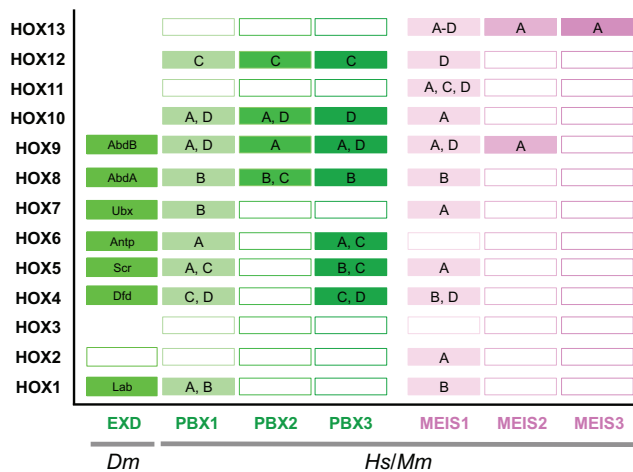 HOX13 A-D A A
HOX12 C C C D
HOX11 A, C, D
HOX10 A, D A, D D A
HOX9 AbdB A, D A A, D A, D A
HOX8 AbdA B B, C B B
HOX7 Ubx B A
HOX6 Antp A A, C
HOX5 Scr A, C B, C A
HOX4 Dfd C, D C, D B, D
HOX3
HOX2 A
HOX1 Lab A, B B
EXD PBX1 PBX2 PBX3 MEIS1 MEIS2 MEIS3
Dm Hs/Mm